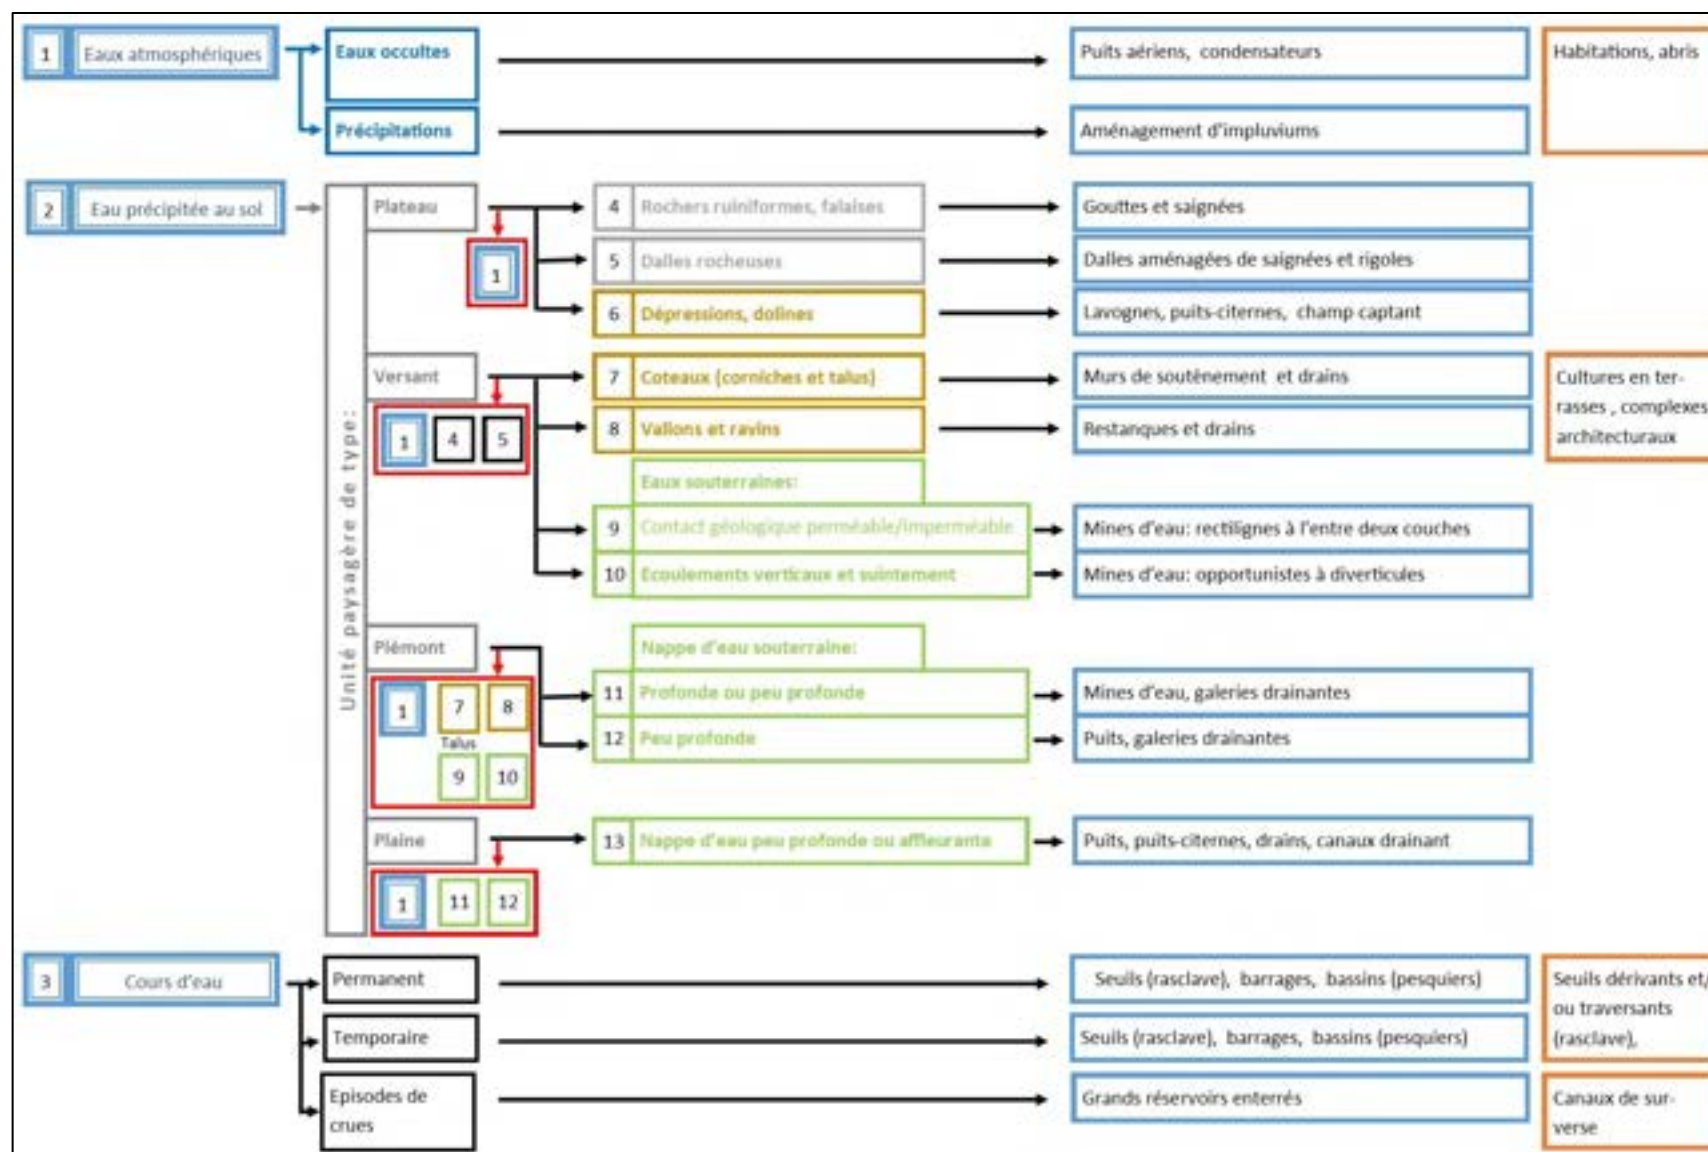 1 Eaux atmosphériques
Eaux occultes
Puits aériens, condensateurs
Habitations, abris
Précipitations
Aménagement d'impluviums
2 Eau précipitée au sol
Unité paysagère de type:
Plateau
4 Rochers ruiniformes, falaises
Gouttes et saignées
1
5 Dalles rocheuses
Dalles aménagées de saignées et rigoles
6 Dépressions, dolines
Lavognes, puits-citernes, champ captant
Versant
7 Coteaux (corniches et talus)
Murs de soutènement et drains
Cultures en ter-
rasses , complexes
architecturaux
1 4 5
8 Vallons et ravins
Restanques et drains
Eaux souterraines:
9 Contact géologique perméable/imperméable
Mines d'eau: rectilignes à l'entre deux couches
10 Ecoulements verticaux et suintement
Mines d'eau: opportunistes à diverticules
Piémont
Nappe d'eau souterraine:
1 7 8
Talus
9 10
11 Profonde ou peu profonde
Mines d'eau, galeries drainantes
12 Peu profonde
Puits, galeries drainantes
Plaine
13 Nappe d'eau peu profonde ou affleurante
Puits, puits-citernes, drains, canaux drainant
1 11 12
3 Cours d'eau
Permanent
Seuils (rasclave), barrages, bassins (pesquiers)
Seuils dérivants et/
ou traversants
(rasclave),
Temporaire
Seuils (rasclave), barrages, bassins (pesquiers)
Episodes de
crues
Grands réservoirs enterrés
Canaux de sur-
verse